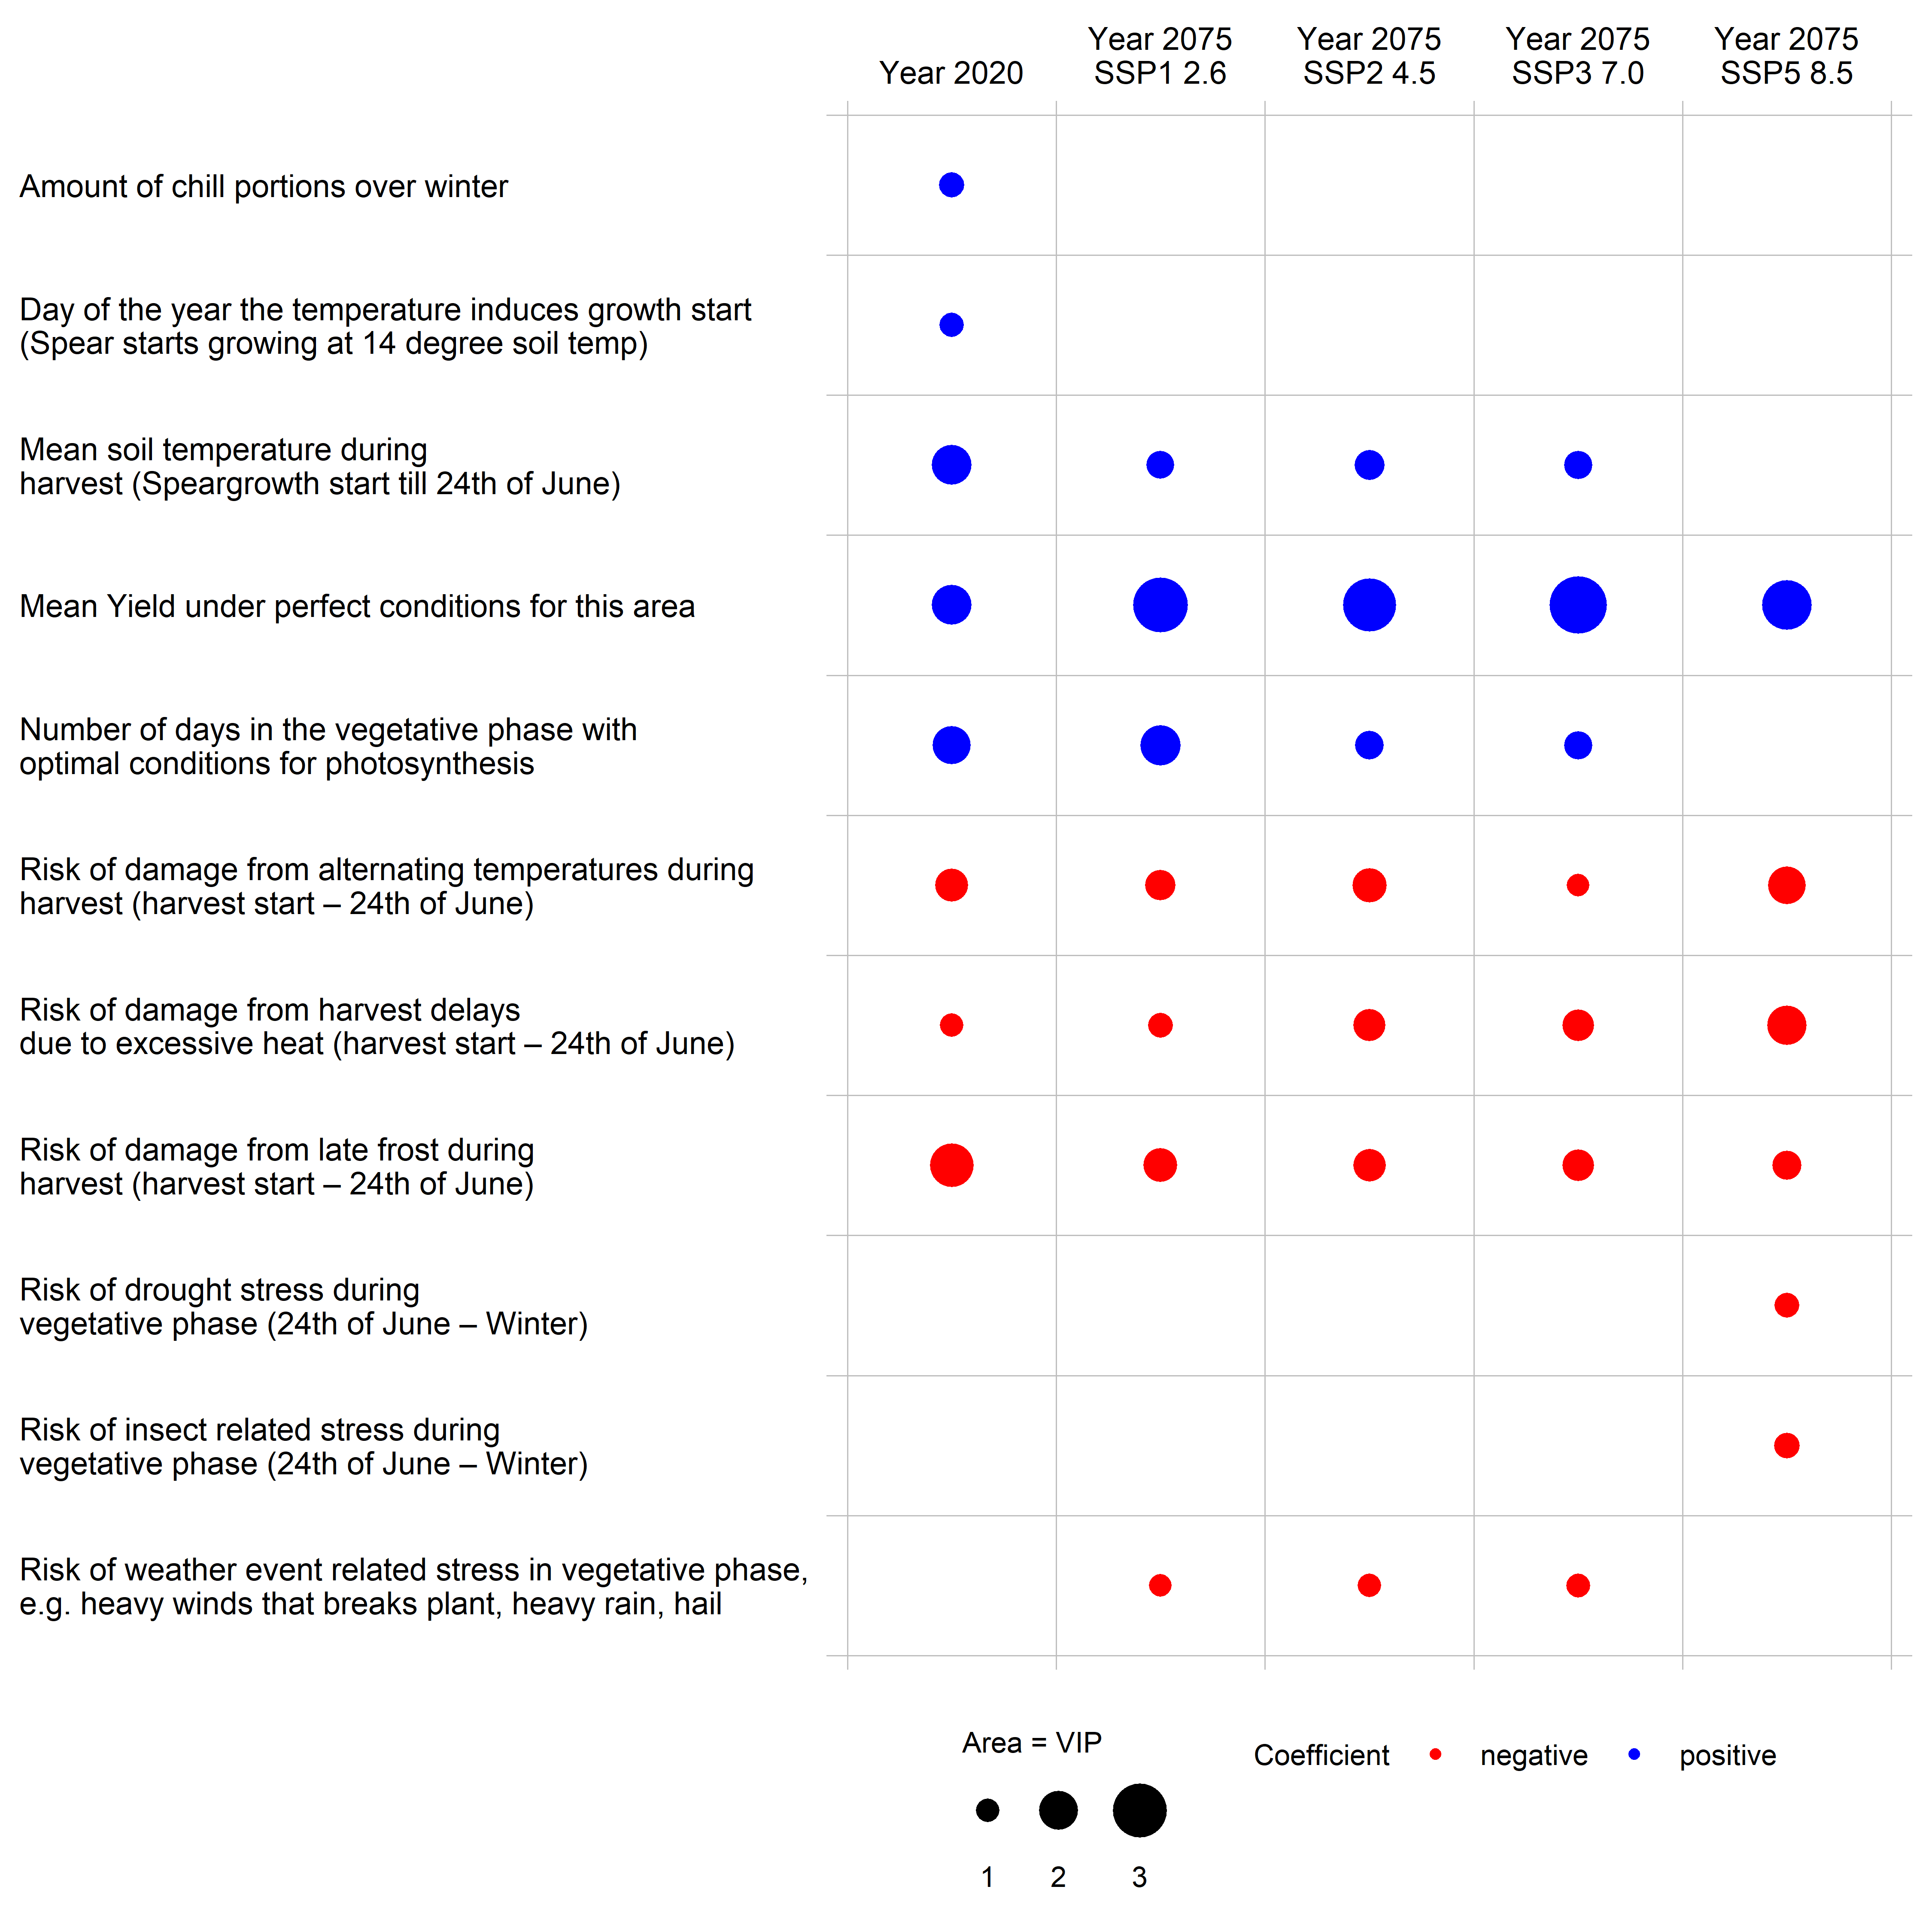 Year 2020
Year 2075
SSP1 2.6
Year 2075
SSP2 4.5
Year 2075
SSP3 7.0
Year 2075
SSP5 8.5
Amount of chill portions over winter
Day of the year the temperature induces growth start
(Spear starts growing at 14 degree soil temp)
Mean soil temperature during
harvest (Speargrowth start till 24th of June)
Mean Yield under perfect conditions for this area
Number of days in the vegetative phase with
optimal conditions for photosynthesis
Risk of damage from alternating temperatures during
harvest (harvest start – 24th of June)
Risk of damage from harvest delays
due to excessive heat (harvest start – 24th of June)
Risk of damage from late frost during
harvest (harvest start – 24th of June)
Risk of drought stress during
vegetative phase (24th of June – Winter)
Risk of insect related stress during
vegetative phase (24th of June – Winter)
Risk of weather event related stress in vegetative phase,
e.g. heavy winds that breaks plant, heavy rain, hail
Area = VIP
1 2 3
Coefficient negative positive